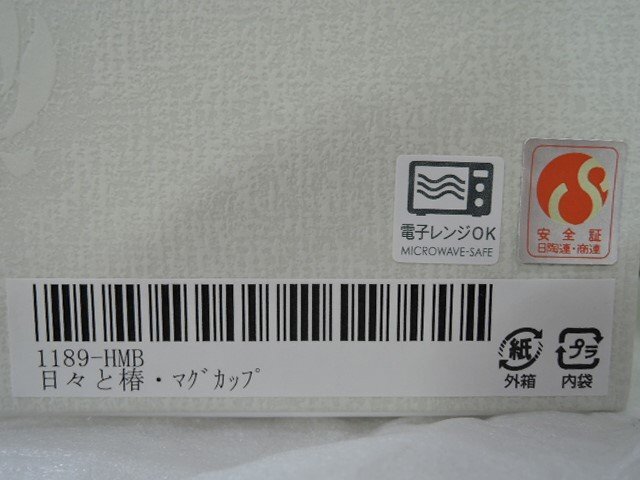 電子レンジOK
MICROWAVE-SAFE
安全証
日陶連・商連
1189-HMB
日々と椿・ﾏｸﾞｶｯﾌﾟ
紙
外箱
プラ
内袋